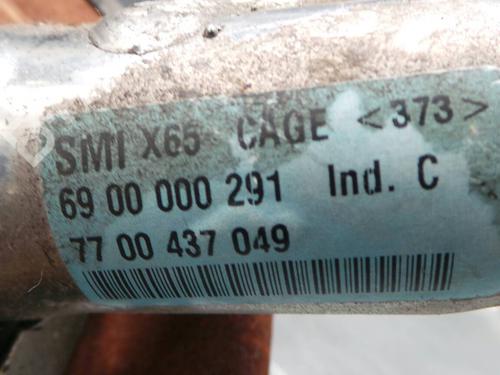 SMI X65 CAGE <373>
69 00 000 291 Ind. C
77 00 437 049